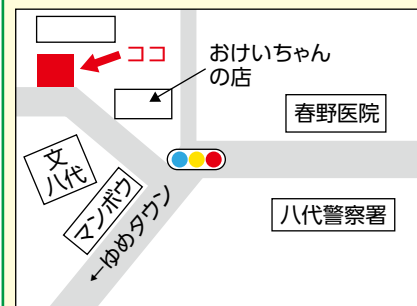 ココ
おけいちゃん
の店
春野医院
文
八代
マンボウ
←ゆめタウン
八代警察署